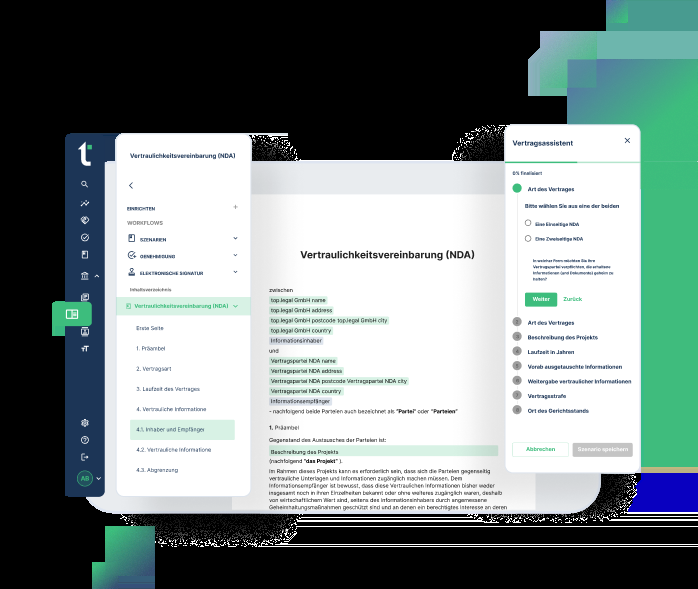 Vertraulichkeitsvereinbarung (NDA)
EINRICHTEN
WORKFLOWS
SZENARIEN
GENEHMIGUNG
ELEKTRONISCHE SIGNATUR
Inhaltsverzeichnis
Vertraulichkeitsvereinbarung (NDA)
Erste Seite
1. Präambel
2. Vertragsart
3. Laufzeit des Vertrages
4. Vertrauliche Informatione
4.1. Inhaber und Empfänger
4.2. Vertrauliche Informatione
4.3. Abgrenzung
AB
Vertraulichkeitsvereinbarung (NDA)
zwischen
top.legal GmbH name
top.legal GmbH address
top.legal GmbH postcode top.legal GmbH city
top.legal GmbH country
Informationsinhaber
und
Vertragspartei NDA name
Vertragspartei NDA address
Vertragspartei NDA postcode Vertragspartei NDA city
Vertragspartei NDA country
Informationsempfänger
- nachfolgend beide Parteien auch bezeichnet als "Partei" oder "Parteien"
1. Präambel
Gegenstand des Austausches der Parteien ist:
Beschreibung des Projekts
(nachfolgend "das Projekt" ).
Im Rahmen dieses Projekts kann es erforderlich sein, dass sich die Parteien gegenseitig
vertrauliche Unterlagen und Informationen zugänglich machen müssen. Dem
Informationsempfänger ist bewusst, dass diese Vertraulichen Informationen bisher weder
insgesamt noch in ihren Einzelheiten bekannt oder ohne weiteres zugänglich waren, deshalb
von wirtschaftlichem Wert sind, seitens des Informationsinhabers durch angemessene
Geheimhaltungsmaßnahmen geschützt sind und an denen ein berechtigtes Interesse an deren
Vertragsassistent
0% finalisiert
Art des Vertrages
Bitte wählen Sie aus eine der beiden
Eine Einseitige NDA
Eine Zweiseitige NDA
In welcher Form möchten Sie Ihre
Vertragspartei verpflichten, die erhaltene
Informationen (und Dokumente) geheim zu
halten?
Weiter
Zurück
Art des Vertrages
Beschreibung des Projekts
Laufzeit in Jahren
Vorab ausgetauschte Informationen
Weitergabe vertraulicher Informationen
Vertragsstrafe
Ort des Gerichtsstands
Abbrechen
Szenario speichern